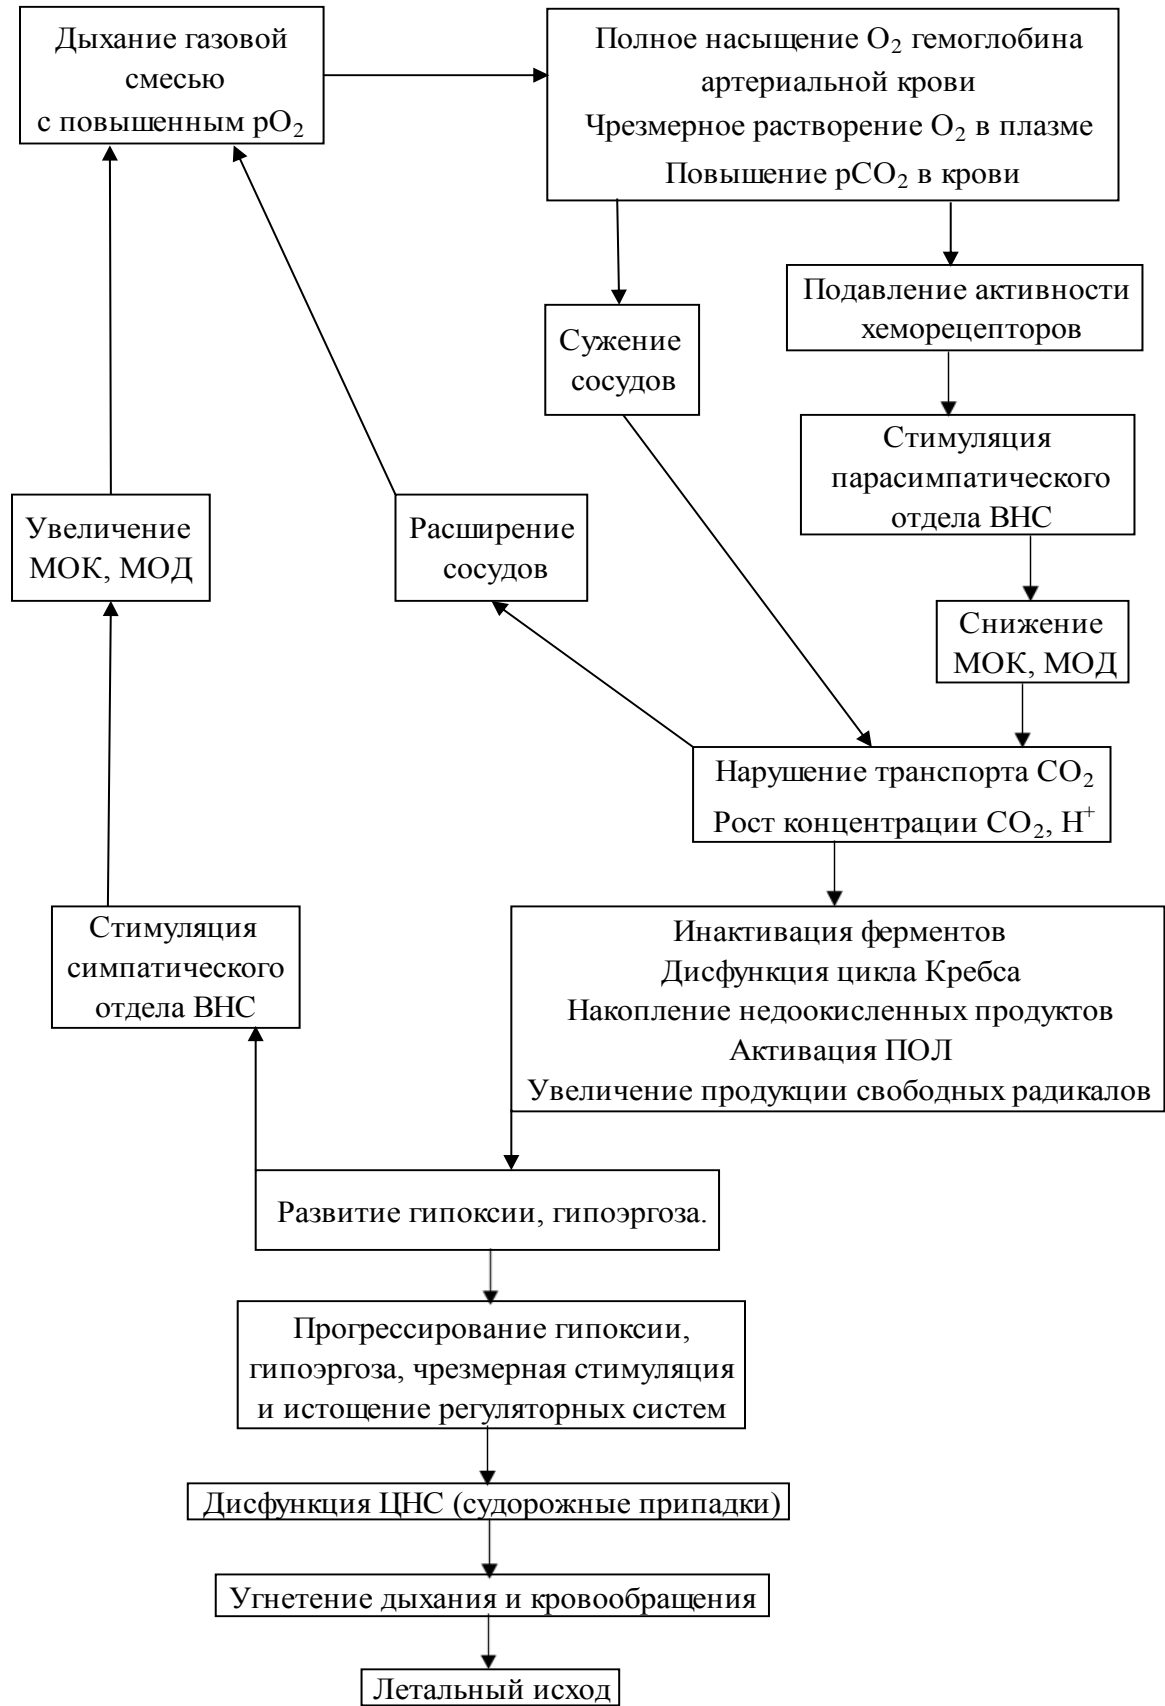 Дыхание газовой
смесью
с повышенным pO₂
Полное насыщение O₂ гемоглобина
артериальной крови
Чрезмерное растворение O₂ в плазме
Повышение pCO₂ в крови
Подавление активности
хеморецепторов
Сужение
сосудов
Стимуляция
парасимпатического
отдела ВНС
Увеличение
МОК, МОД
Расширение
сосудов
Снижение
МОК, МОД
Нарушение транспорта CO₂
Рост концентрации CO₂, H⁺
Стимуляция
симпатического
отдела ВНС
Инактивация ферментов
Дисфункция цикла Кребса
Накопление недоокисленных продуктов
Активация ПОЛ
Увеличение продукции свободных радикалов
Развитие гипоксии, гипоэргоза.
Прогрессирование гипоксии,
гипоэргоза, чрезмерная стимуляция
и истощение регуляторных систем
Дисфункция ЦНС (судорожные припадки)
Угнетение дыхания и кровообращения
Летальный исход